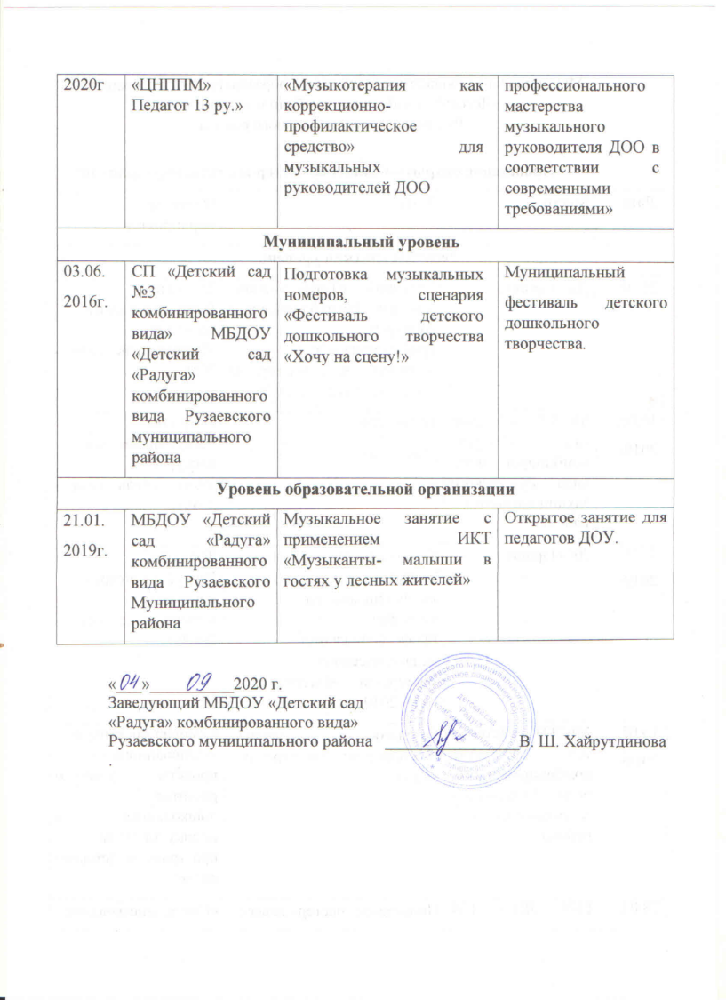 2020г
«ЦНППМ»
Педагог 13 ру.»
«Музыкотерапия как
коррекционно-
профилактическое
средство» для
музыкальных
руководителей ДОО
профессионального
мастерства
музыкального
руководителя ДОО в
соответствии с
современными
требованиями»
Муниципальный уровень
03.06.
2016г.
СП «Детский сад
№3
комбинированного
вида» МБДОУ
«Детский сад
«Радуга»
комбинированного
вида Рузаевского
муниципального
района
Подготовка музыкальных
номеров, сценария
«Фестиваль детского
дошкольного творчества
«Хочу на сцену!»
Муниципальный
фестиваль детского
дошкольного
творчества.
Уровень образовательной организации
21.01.
2019г.
МБДОУ «Детский
сад «Радуга»
комбинированного
вида Рузаевского
Муниципального
района
Музыкальное занятие с
применением ИКТ
«Музыканты- малыши в
гостях у лесных жителей»
Открытое занятие для
педагогов ДОУ.
«04» 09 2020 г.
Заведующий МБДОУ «Детский сад
«Радуга» комбинированного вида»
Рузаевского муниципального района В. Ш. Хайрутдинова
.